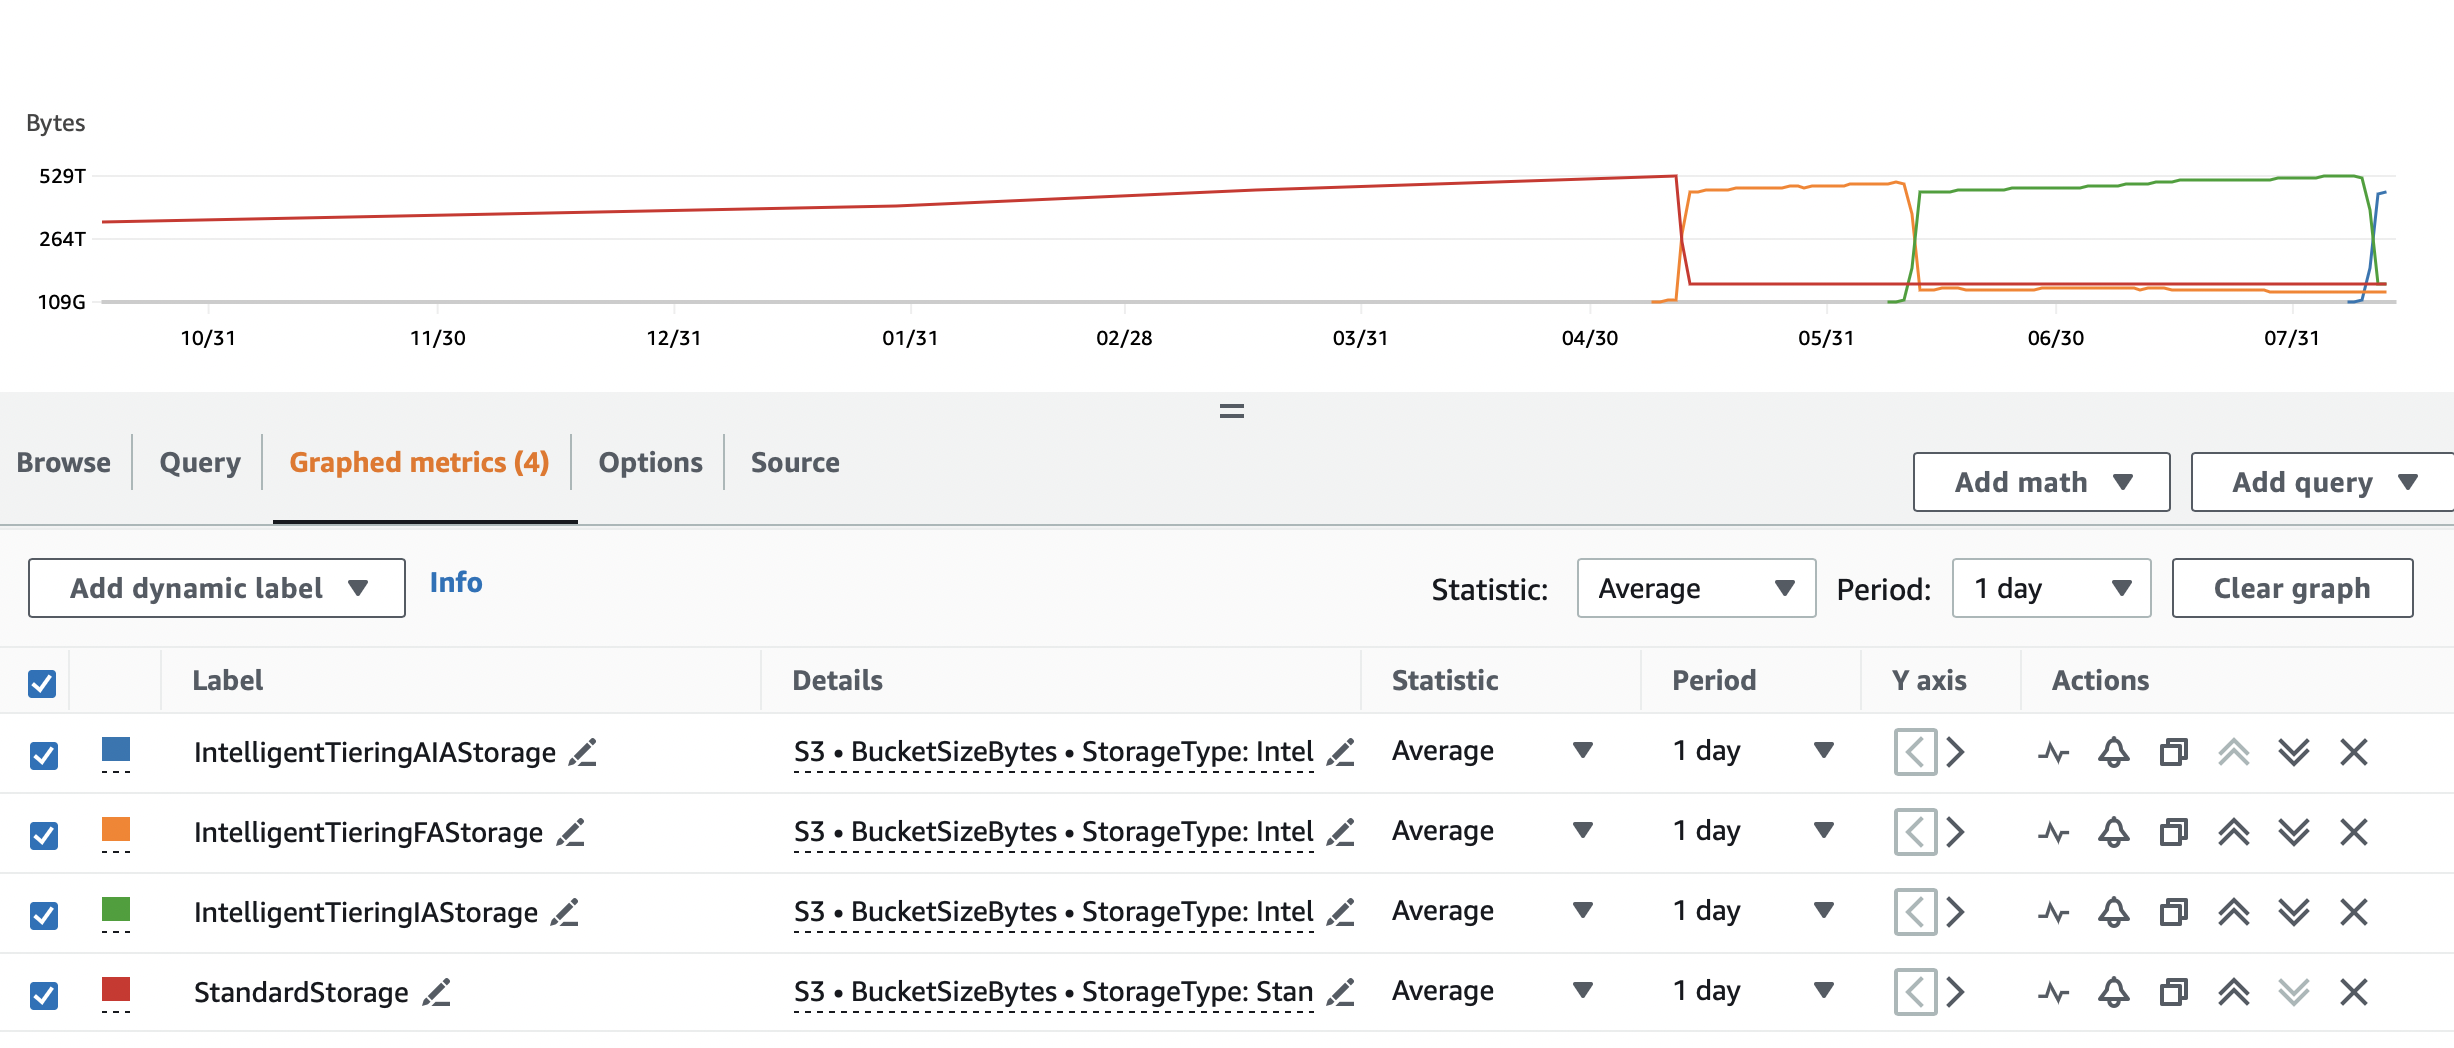 Bytes
529T
264T
109G
10/31 11/30 12/31 01/31 02/28 03/31 04/30 05/31 06/30 07/31
Browse Query Graphed metrics (4) Options Source
Add math Add query
Add dynamic label Info Statistic: Average Period: 1 day Clear graph
Label Details Statistic Period Y axis Actions
IntelligentTieringAIAStorage S3 • BucketSizeBytes • StorageType: Intel Average 1 day
IntelligentTieringFAStorage S3 • BucketSizeBytes • StorageType: Intel Average 1 day
IntelligentTieringIAStorage S3 • BucketSizeBytes • StorageType: Intel Average 1 day
StandardStorage S3 • BucketSizeBytes • StorageType: Stan Average 1 day